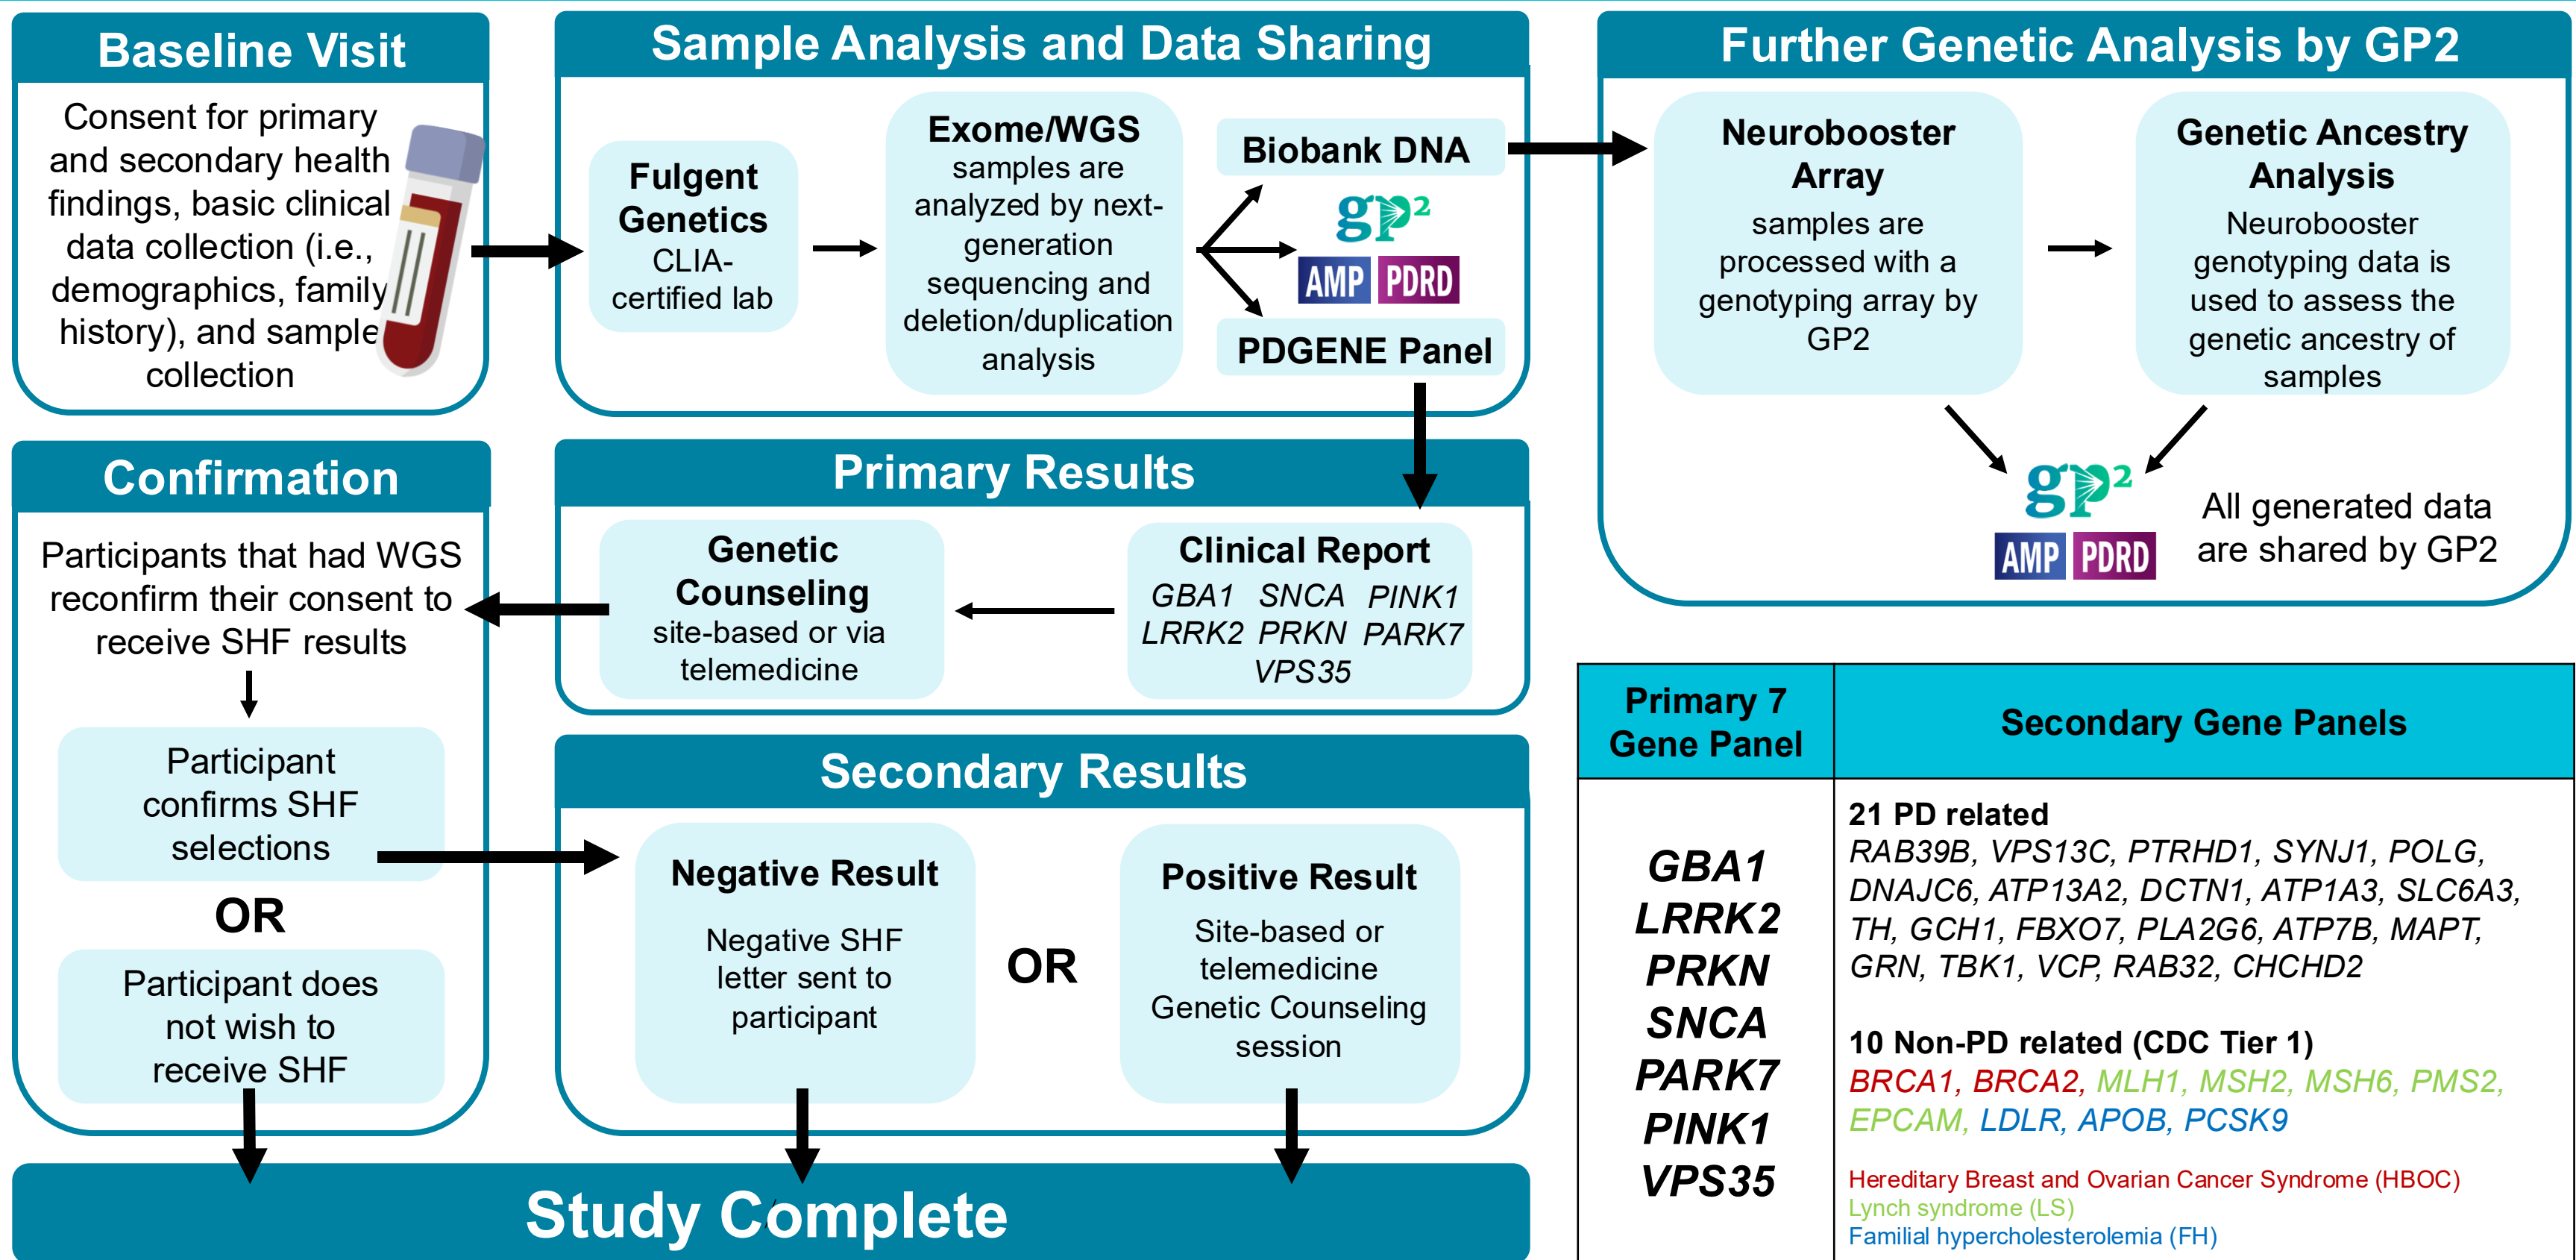 Baseline Visit
Consent for primary
and secondary health
findings, basic clinical
data collection (i.e.,
demographics, family
history), and sample
collection
Sample Analysis and Data Sharing
Fulgent
Genetics
CLIA-
certified lab
Exome/WGS
samples are
analyzed by next-
generation
sequencing and
deletion/duplication
analysis
Biobank DNA
gp2
AMP PDRD
PDGENE Panel
Further Genetic Analysis by GP2
Neurobooster
Array
samples are
processed with a
genotyping array by
GP2
Genetic Ancestry
Analysis
Neurobooster
genotyping data is
used to assess the
genetic ancestry of
samples
gp2
AMP PDRD
All generated data
are shared by GP2
Primary Results
Clinical Report
GBA1 SNCA PINK1
LRRK2 PRKN PARK7
VPS35
Genetic
Counseling
site-based or via
telemedicine
Confirmation
Participants that had WGS
reconfirm their consent to
receive SHF results
Participant
confirms SHF
selections
OR
Participant does
not wish to
receive SHF
Secondary Results
Negative Result
Negative SHF
letter sent to
participant
OR
Positive Result
Site-based or
telemedicine
Genetic Counseling
session
Study Complete
Primary 7
Gene Panel
GBA1
LRRK2
PRKN
SNCA
PARK7
PINK1
VPS35
Secondary Gene Panels
21 PD related
RAB39B, VPS13C, PTRHD1, SYNJ1, POLG,
DNAJC6, ATP13A2, DCTN1, ATP1A3, SLC6A3,
TH, GCH1, FBXO7, PLA2G6, ATP7B, MAPT,
GRN, TBK1, VCP, RAB32, CHCHD2
10 Non-PD related (CDC Tier 1)
BRCA1, BRCA2, MLH1, MSH2, MSH6, PMS2,
EPCAM, LDLR, APOB, PCSK9
Hereditary Breast and Ovarian Cancer Syndrome (HBOC)
Lynch syndrome (LS)
Familial hypercholesterolemia (FH)